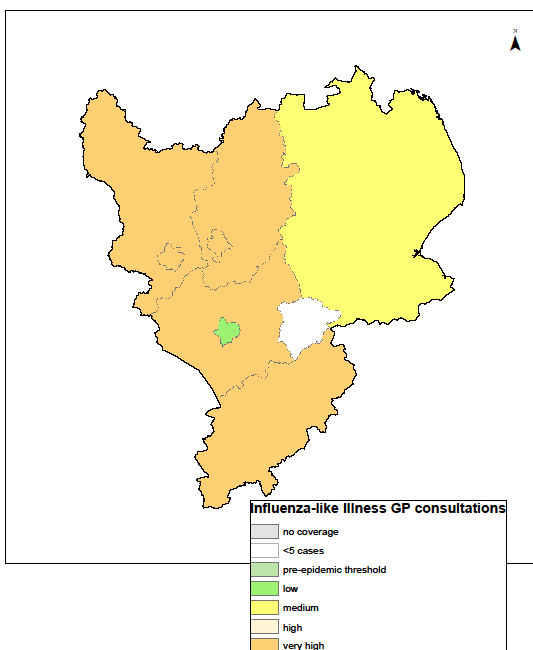 N
Influenza-like Illness GP consultations
no coverage
<5 cases
pre-epidemic threshold
low
medium
high
very high